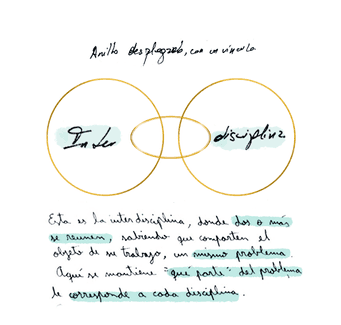 Anillo desplegado, con un vínculo
Inter
disciplina
Esta es la interdisciplina, donde dos o más
se reunen, sabiendo que comparten el
objeto de su trabajo, un mismo problema.
Aquí se mantiene "qué parte" del problema
le corresponde a cada disciplina.